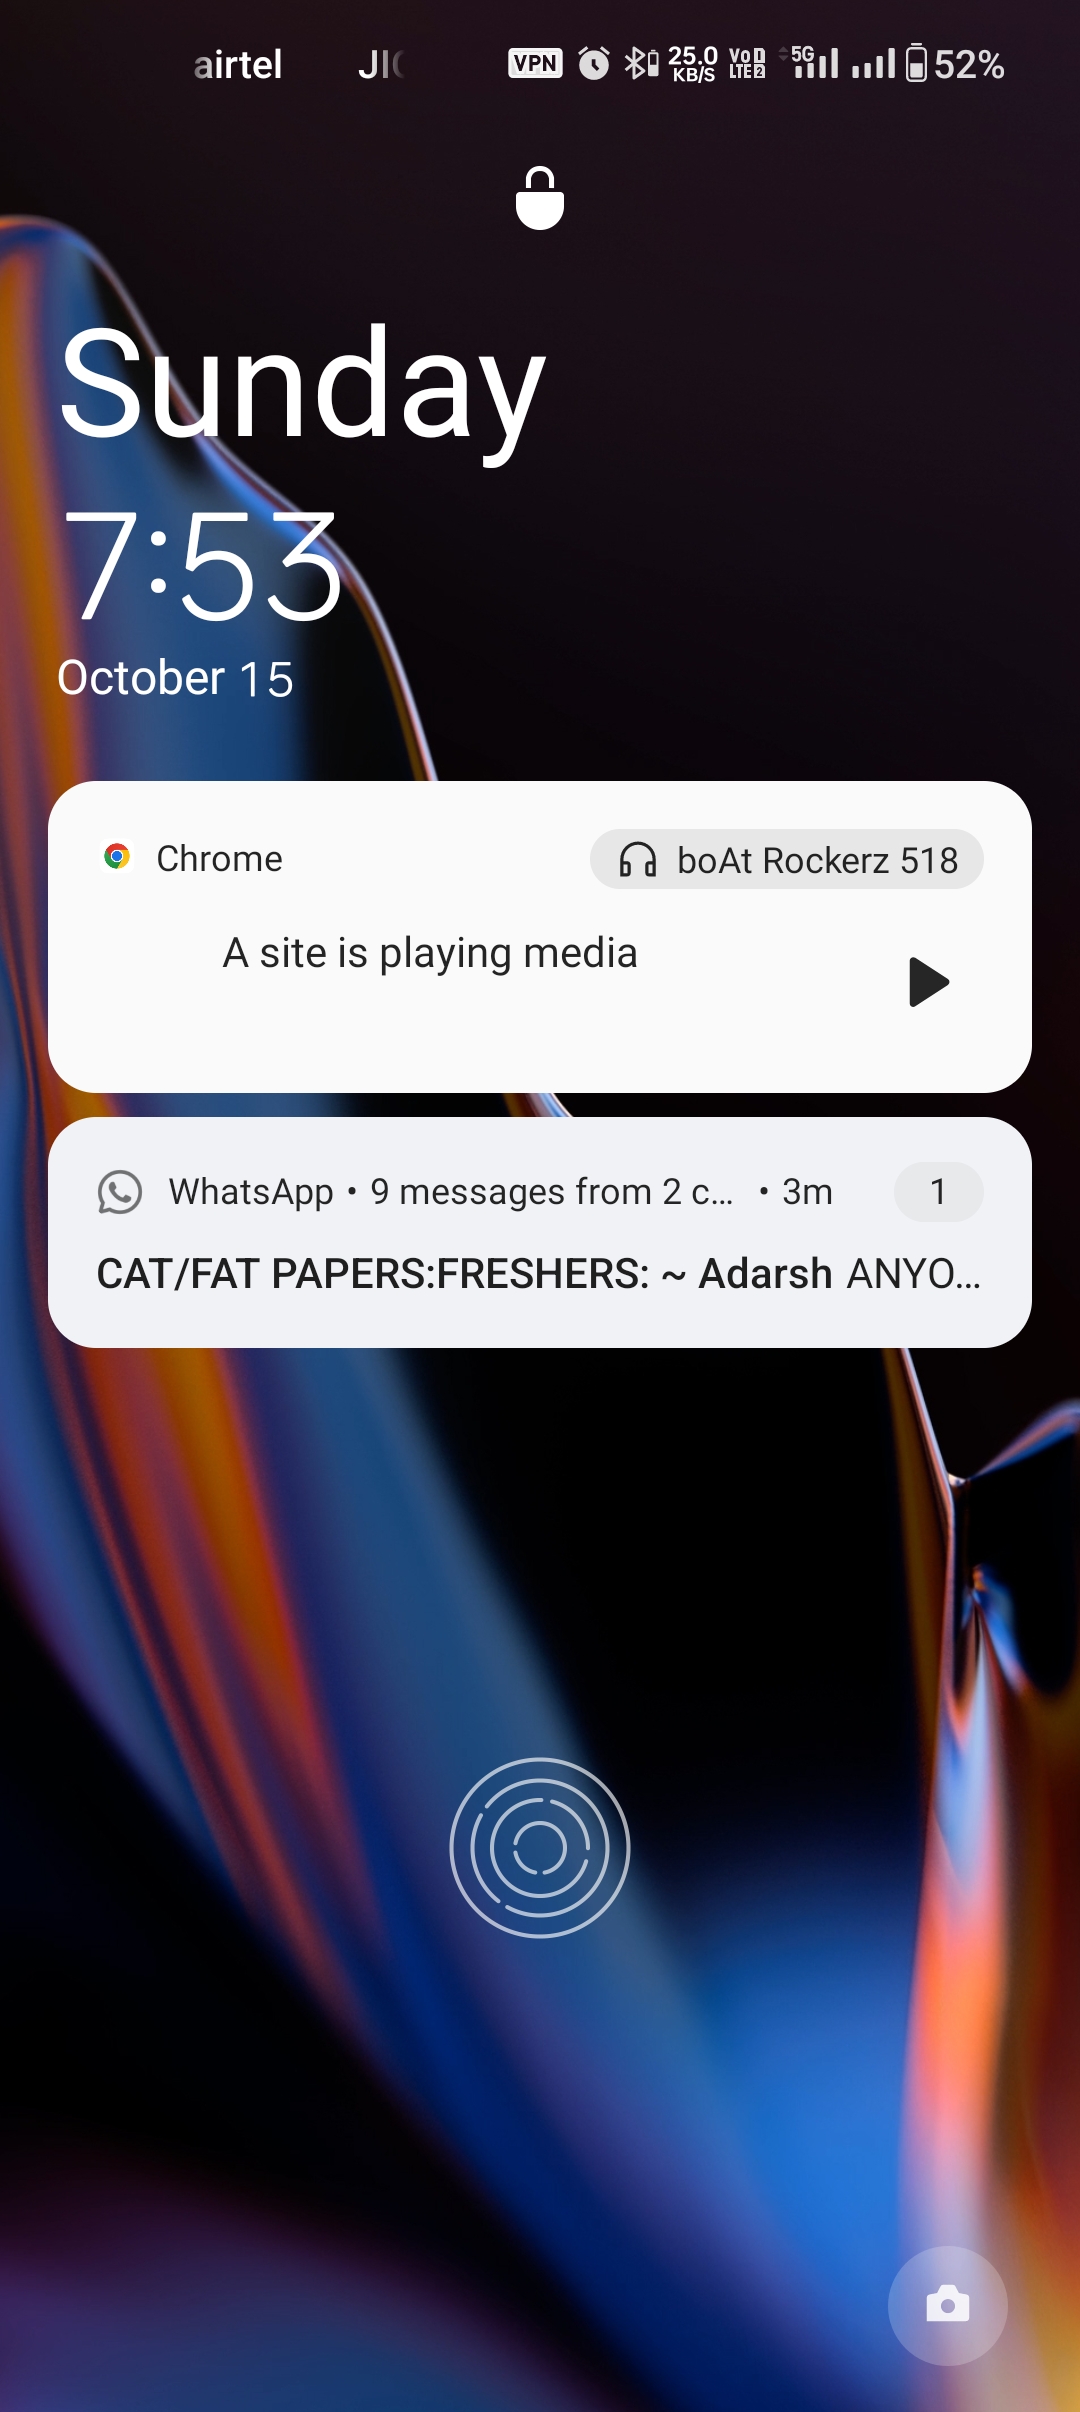 airtel JIO VPN 25.0 KB/S VoD LTE2 5G 52%
Sunday
7:53
October 15
Chrome boAt Rockerz 518
A site is playing media
WhatsApp • 9 messages from 2 c... • 3m 1
CAT/FAT PAPERS:FRESHERS: ~ Adarsh ANYO...